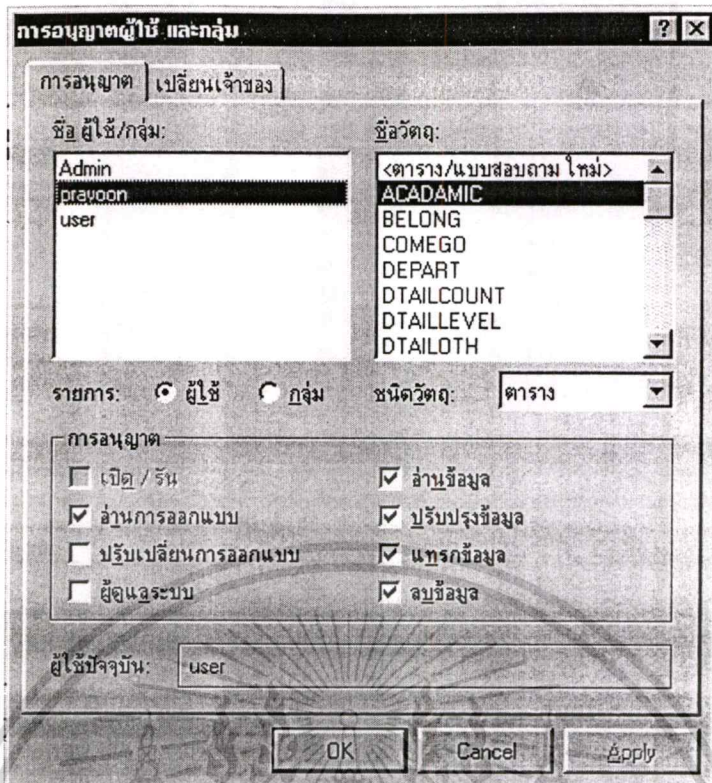 การอนุญาตผู้ใช้ และกลุ่ม
การอนุญาต เปลี่ยนเจ้าของ
ชื่อ ผู้ใช้/กลุ่ม:
Admin
prayoon
user
ชื่อวัตถุ:
<ตาราง/แบบสอบถาม ใหม่>
ACADAMIC
BELONG
COMEGO
DEPART
DTAILCOUNT
DTAILLEVEL
DTAILOTH
รายการ: ผู้ใช้ กลุ่ม
ชนิดวัตถุ: ตาราง
การอนุญาต
เปิด / รัน
อ่านการออกแบบ
ปรับเปลี่ยนการออกแบบ
ผู้ดูแลระบบ
อ่านข้อมูล
ปรับปรุงข้อมูล
แทรกข้อมูล
ลบข้อมูล
ผู้ใช้ปัจจุบัน: user
OK Cancel Apply